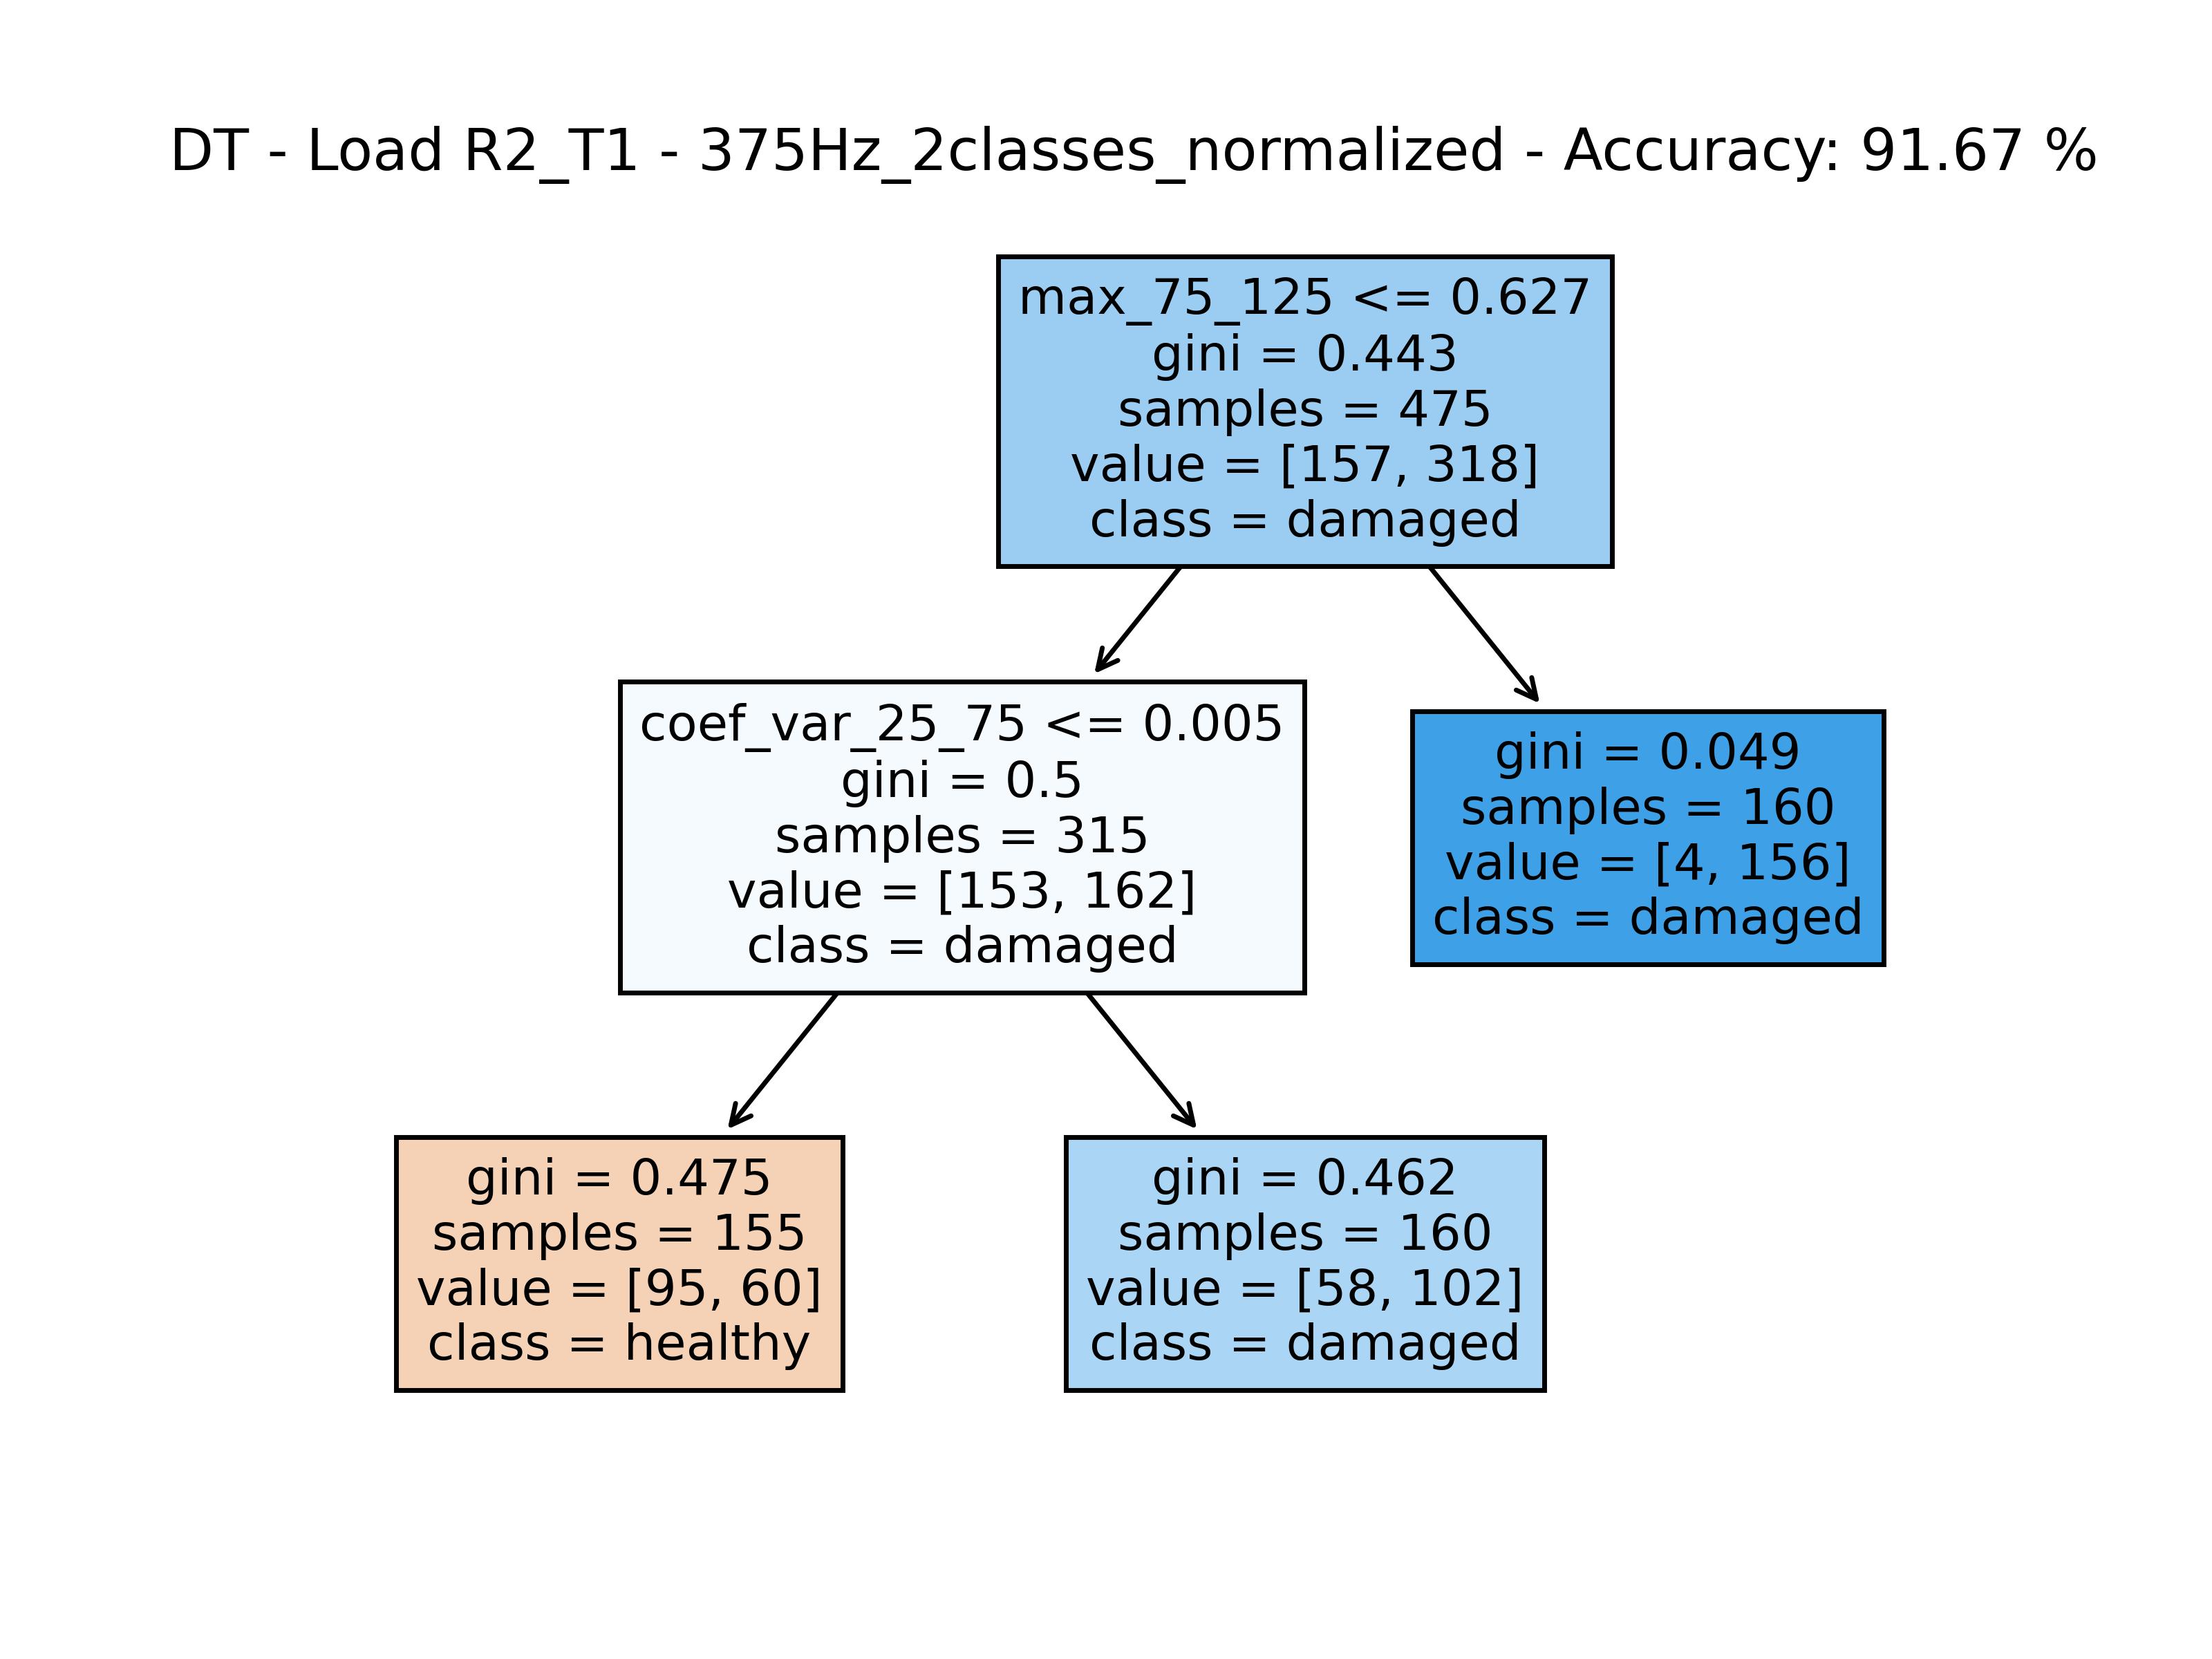 DT - Load R2_T1 - 375Hz_2classes_normalized - Accuracy: 91.67 %
max_75_125 <= 0.627
gini = 0.443
samples = 475
value = [157, 318]
class = damaged
coef_var_25_75 <= 0.005
gini = 0.5
samples = 315
value = [153, 162]
class = damaged
gini = 0.049
samples = 160
value = [4, 156]
class = damaged
gini = 0.475
samples = 155
value = [95, 60]
class = healthy
gini = 0.462
samples = 160
value = [58, 102]
class = damaged